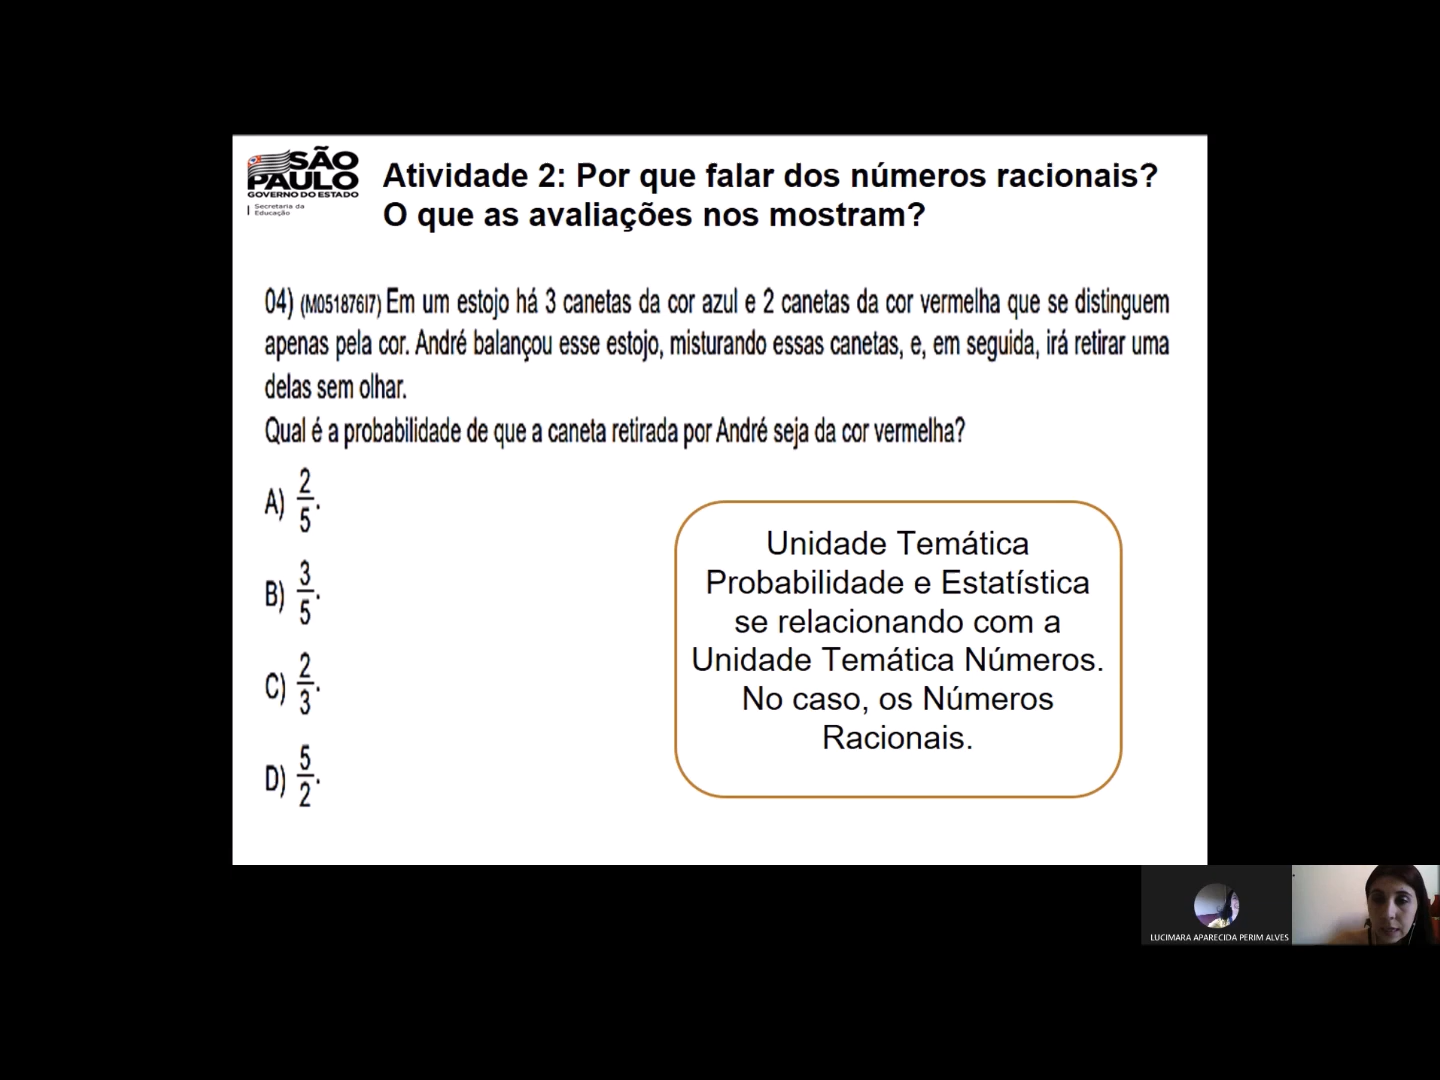 SÃO
PAULO
GOVERNO DO ESTADO
Secretaria da
Educação
Atividade 2: Por que falar dos números racionais?
O que as avaliações nos mostram?
04) (M051876I7) Em um estojo há 3 canetas da cor azul e 2 canetas da cor vermelha que se distinguem
apenas pela cor. André balançou esse estojo, misturando essas canetas, e, em seguida, irá retirar uma
delas sem olhar.
Qual é a probabilidade de que a caneta retirada por André seja da cor vermelha?
A) 2/5.
B) 3/5.
C) 2/3.
D) 5/2.
Unidade Temática
Probabilidade e Estatística
se relacionando com a
Unidade Temática Números.
No caso, os Números
Racionais.
LUCIMARA APARECIDA PERIM ALVES